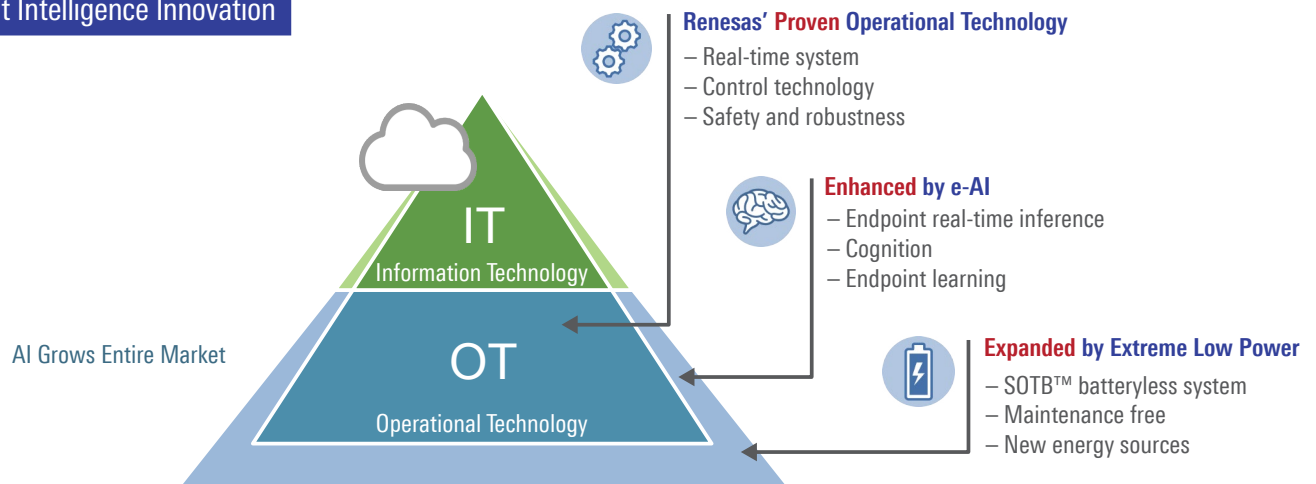 t Intelligence Innovation
Renesas’ Proven Operational Technology
– Real-time system
– Control technology
– Safety and robustness
Enhanced by e-AI
– Endpoint real-time inference
– Cognition
– Endpoint learning
IT
Information Technology
AI Grows Entire Market
OT
Operational Technology
Expanded by Extreme Low Power
– SOTB™ batteryless system
– Maintenance free
– New energy sources